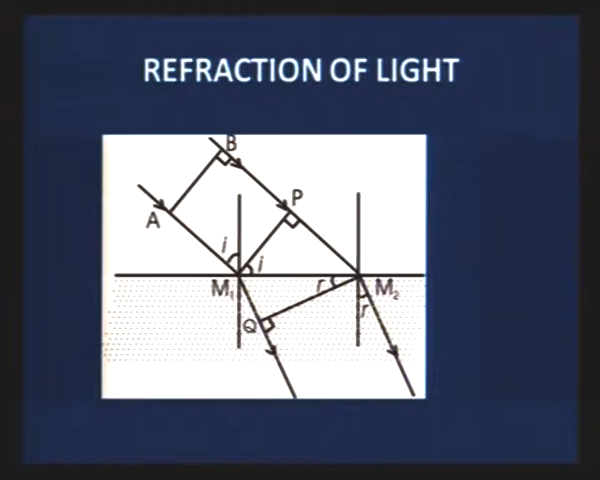 REFRACTION OF LIGHT
B
A
P
i
i
M₁
r
M₂
Q
r